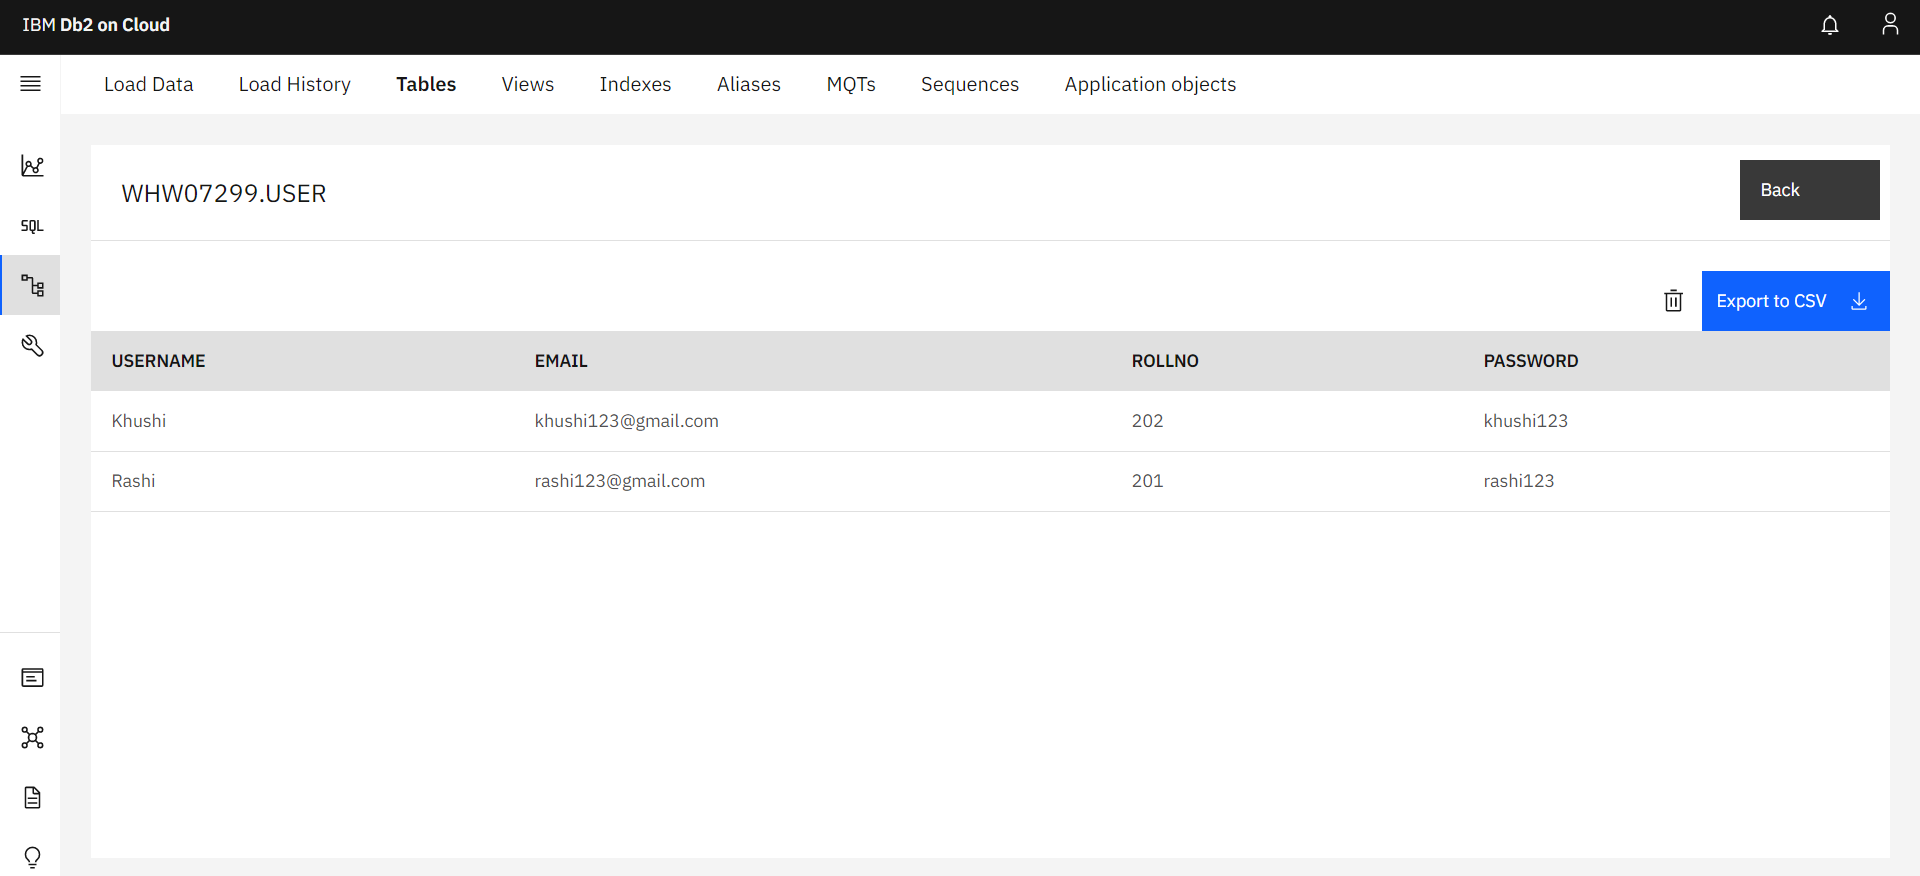 IBM Db2 on Cloud
Load Data Load History Tables Views Indexes Aliases MQTs Sequences Application objects
WHW07299.USER
Back
SQL
Export to CSV
USERNAME EMAIL ROLLNO PASSWORD
Khushi khushi123@gmail.com 202 khushi123
Rashi rashi123@gmail.com 201 rashi123